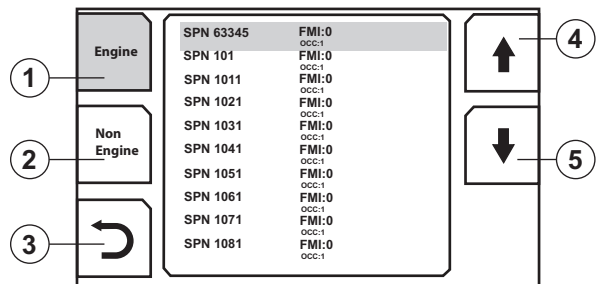 Engine
Non
Engine
SPN 63345 FMI:0
OCC:1
SPN 101 FMI:0
OCC:1
SPN 1011 FMI:0
OCC:1
SPN 1021 FMI:0
OCC:1
SPN 1031 FMI:0
OCC:1
SPN 1041 FMI:0
OCC:1
SPN 1051 FMI:0
OCC:1
SPN 1061 FMI:0
OCC:1
SPN 1071 FMI:0
OCC:1
SPN 1081 FMI:0
OCC:1
1
2
3
4
5